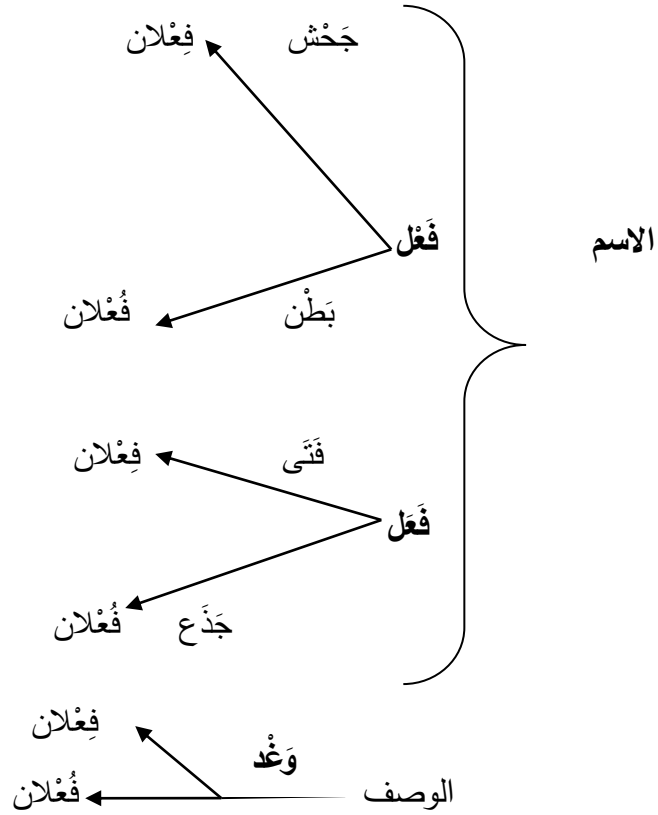 جَحْش فِعْلان
الاسم فَعْل
بَطْن فُعْلان
فَتَى فِعْلان
فَعَل
جَذَع فُعْلان
فِعْلان
وَغْد
الوصف فُعْلان